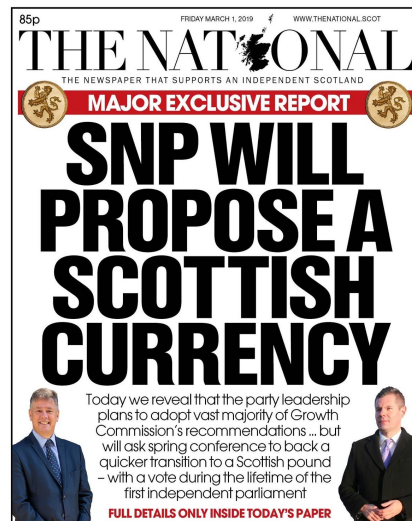 85p FRIDAY MARCH 1, 2019 WWW.THENATIONAL.SCOT
THE NATIONAL
THE NEWSPAPER THAT SUPPORTS AN INDEPENDENT SCOTLAND
MAJOR EXCLUSIVE REPORT
SNP WILL
PROPOSE A
SCOTTISH
CURRENCY
Today we reveal that the party leadership
plans to adopt vast majority of Growth
Commission's recommendations ... but
will ask spring conference to back a
quicker transition to a Scottish pound
– with a vote during the lifetime of the
first independent parliament
FULL DETAILS ONLY INSIDE TODAY'S PAPER